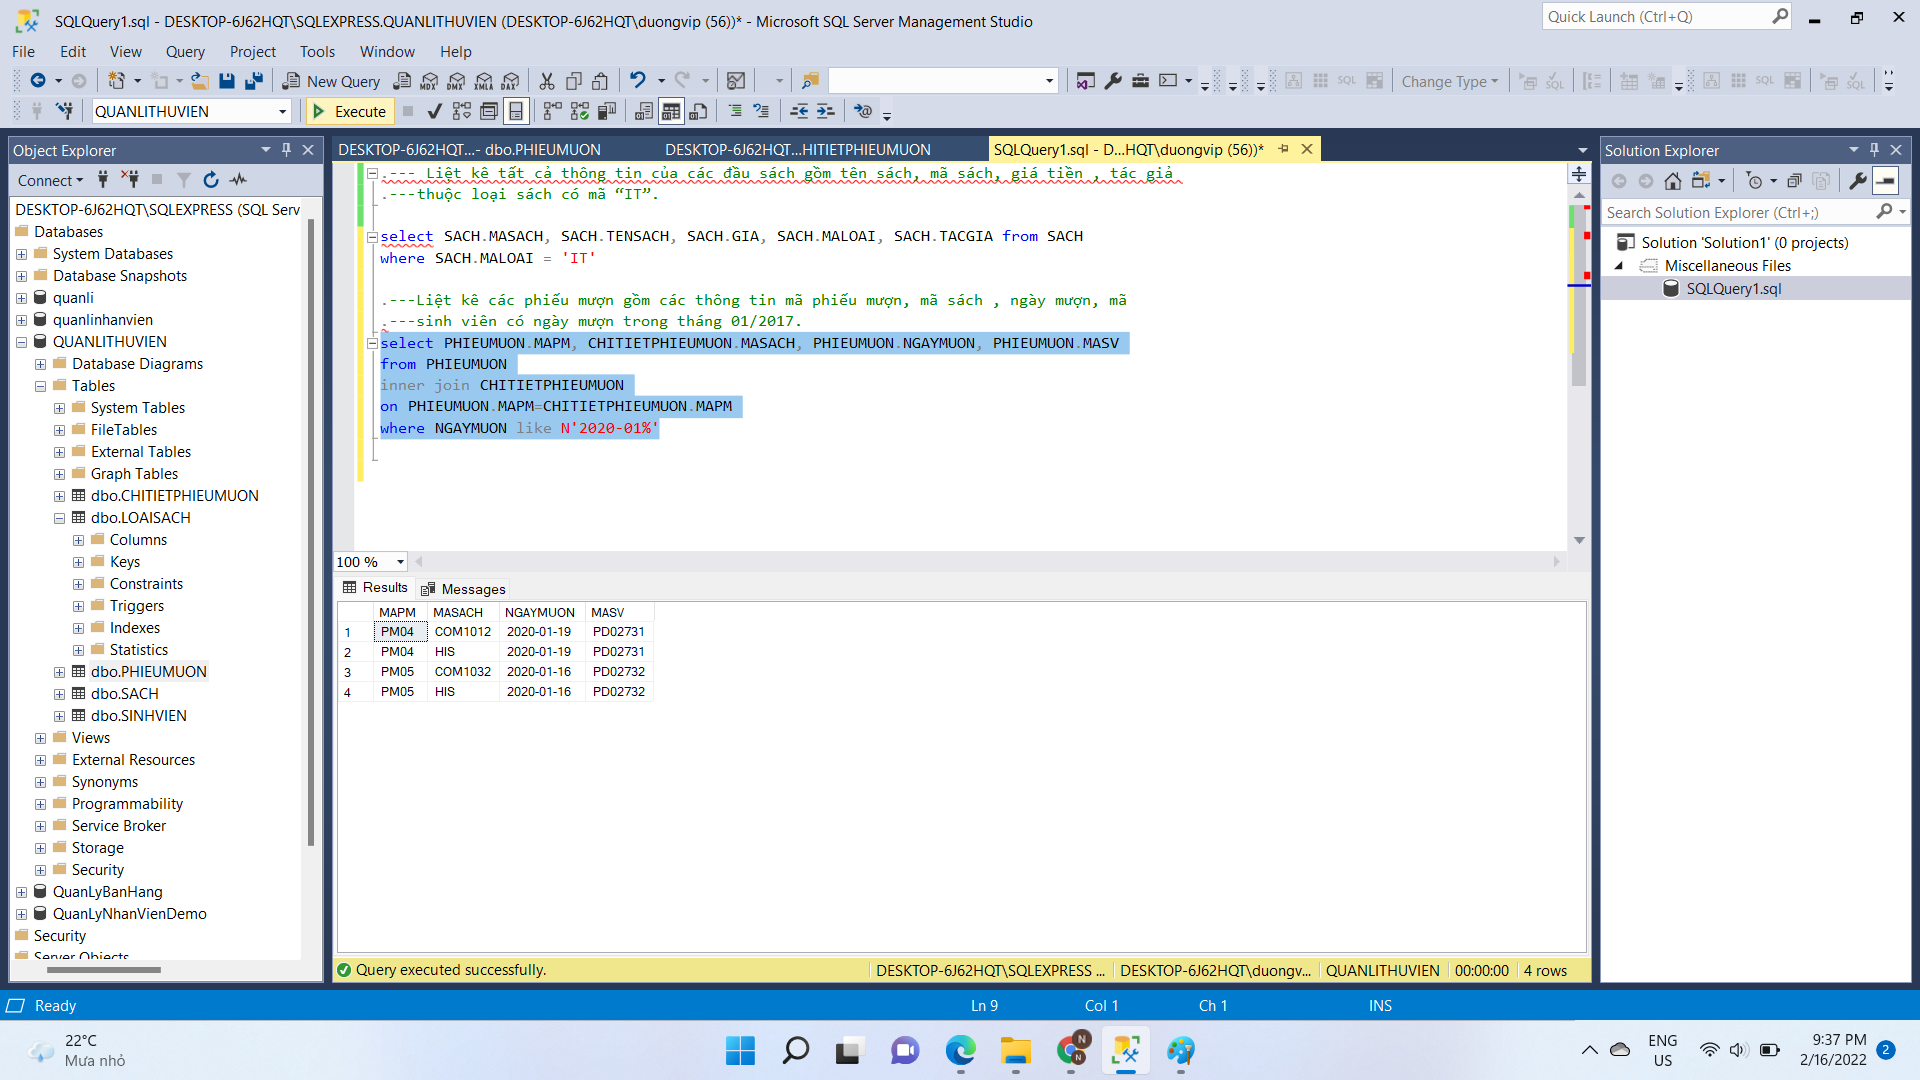 SQLQuery1.sql - DESKTOP-6J62HQT\SQLEXPRESS.QUANLITHUVIEN (DESKTOP-6J62HQT\duongvip (56))* - Microsoft SQL Server Management Studio
Quick Launch (Ctrl+Q)
File Edit View Query Project Tools Window Help
New Query MDX DMX XMLA DAX SQL Change Type SQL SQL SQL
QUANLITHUVIEN Execute
Object Explorer
Connect
DESKTOP-6J62HQT\SQLEXPRESS (SQL Serv
Databases
System Databases
Database Snapshots
quanli
quanlinhanvien
QUANLITHUVIEN
Database Diagrams
Tables
System Tables
FileTables
External Tables
Graph Tables
dbo.CHITIETPHIEUMUON
dbo.LOAISACH
Columns
Keys
Constraints
Triggers
Indexes
Statistics
dbo.PHIEUMUON
dbo.SACH
dbo.SINHVIEN
Views
External Resources
Synonyms
Programmability
Service Broker
Storage
Security
QuanLyBanHang
QuanLyNhanVienDemo
Security
Server Objects
DESKTOP-6J62HQT...- dbo.PHIEUMUON
DESKTOP-6J62HQT...HITIETPHIEUMUON
SQLQuery1.sql - D...HQT\duongvip (56))*
.--- Liệt kê tất cả thông tin của các đầu sách gồm tên sách, mã sách, giá tiền , tác giả
.---thuộc loại sách có mã “IT”.
select SACH.MASACH, SACH.TENSACH, SACH.GIA, SACH.MALOAI, SACH.TACGIA from SACH
where SACH.MALOAI = 'IT'
.---Liệt kê các phiếu mượn gồm các thông tin mã phiếu mượn, mã sách , ngày mượn, mã
.---sinh viên có ngày mượn trong tháng 01/2017.
select PHIEUMUON.MAPM, CHITIETPHIEUMUON.MASACH, PHIEUMUON.NGAYMUON, PHIEUMUON.MASV
from PHIEUMUON
inner join CHITIETPHIEUMUON
on PHIEUMUON.MAPM=CHITIETPHIEUMUON.MAPM
where NGAYMUON like N'2020-01%'
100 %
Results Messages
MAPM MASACH NGAYMUON MASV
1 PM04 COM1012 2020-01-19 PD02731
2 PM04 HIS 2020-01-19 PD02731
3 PM05 COM1032 2020-01-16 PD02732
4 PM05 HIS 2020-01-16 PD02732
Query executed successfully.
DESKTOP-6J62HQT\SQLEXPRESS ... DESKTOP-6J62HQT\duongv... QUANLITHUVIEN 00:00:00 4 rows
Solution Explorer
Search Solution Explorer (Ctrl+;)
Solution 'Solution1' (0 projects)
Miscellaneous Files
SQLQuery1.sql
Ready Ln 9 Col 1 Ch 1 INS
22°C
Mưa nhỏ
N
N
ENG
US
9:37 PM
2/16/2022
2